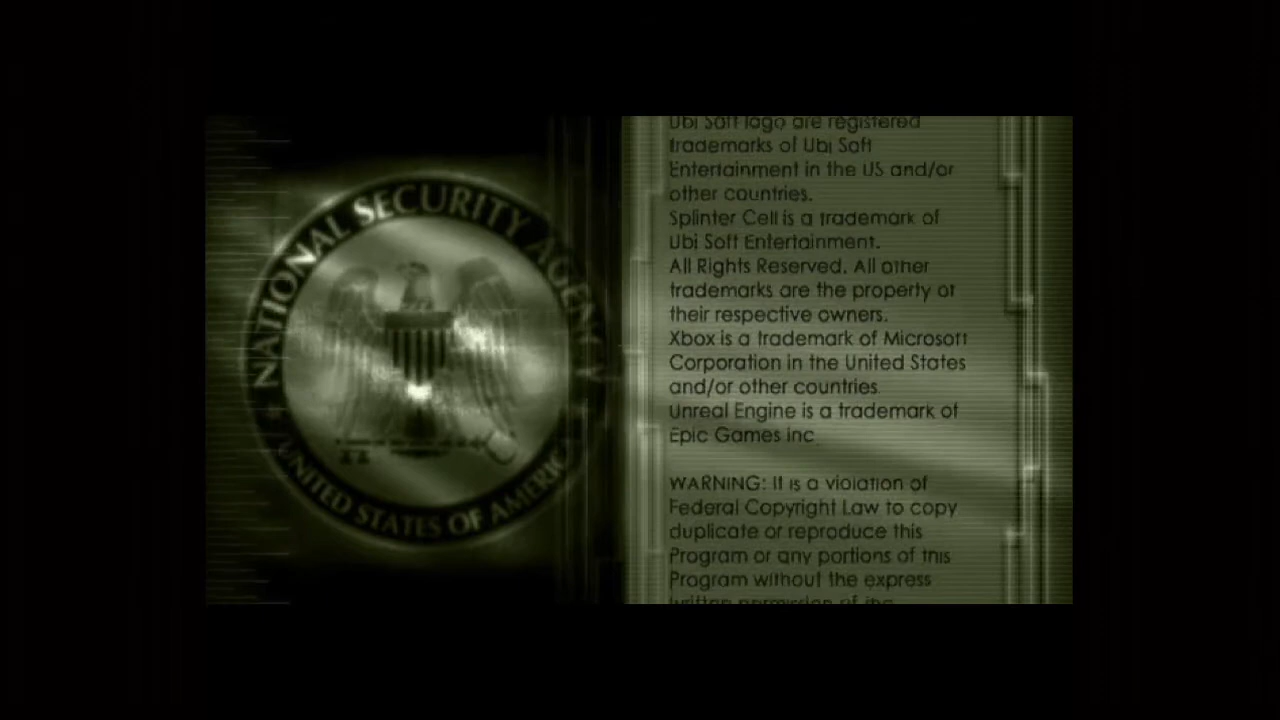 NATIONAL SECURITY AGENCY
UNITED STATES OF AMERICA
Ubi Soft logo are registered
trademarks of Ubi Soft
Entertainment in the US and/or
other countries.
Splinter Cell is a trademark of
Ubi Soft Entertainment.
All Rights Reserved. All other
trademarks are the property of
their respective owners.
Xbox is a trademark of Microsoft
Corporation in the United States
and/or other countries.
Unreal Engine is a trademark of
Epic Games Inc
WARNING: It is a violation of
Federal Copyright Law to copy
duplicate or reproduce this
Program or any portions of this
Program without the express
written permission of the